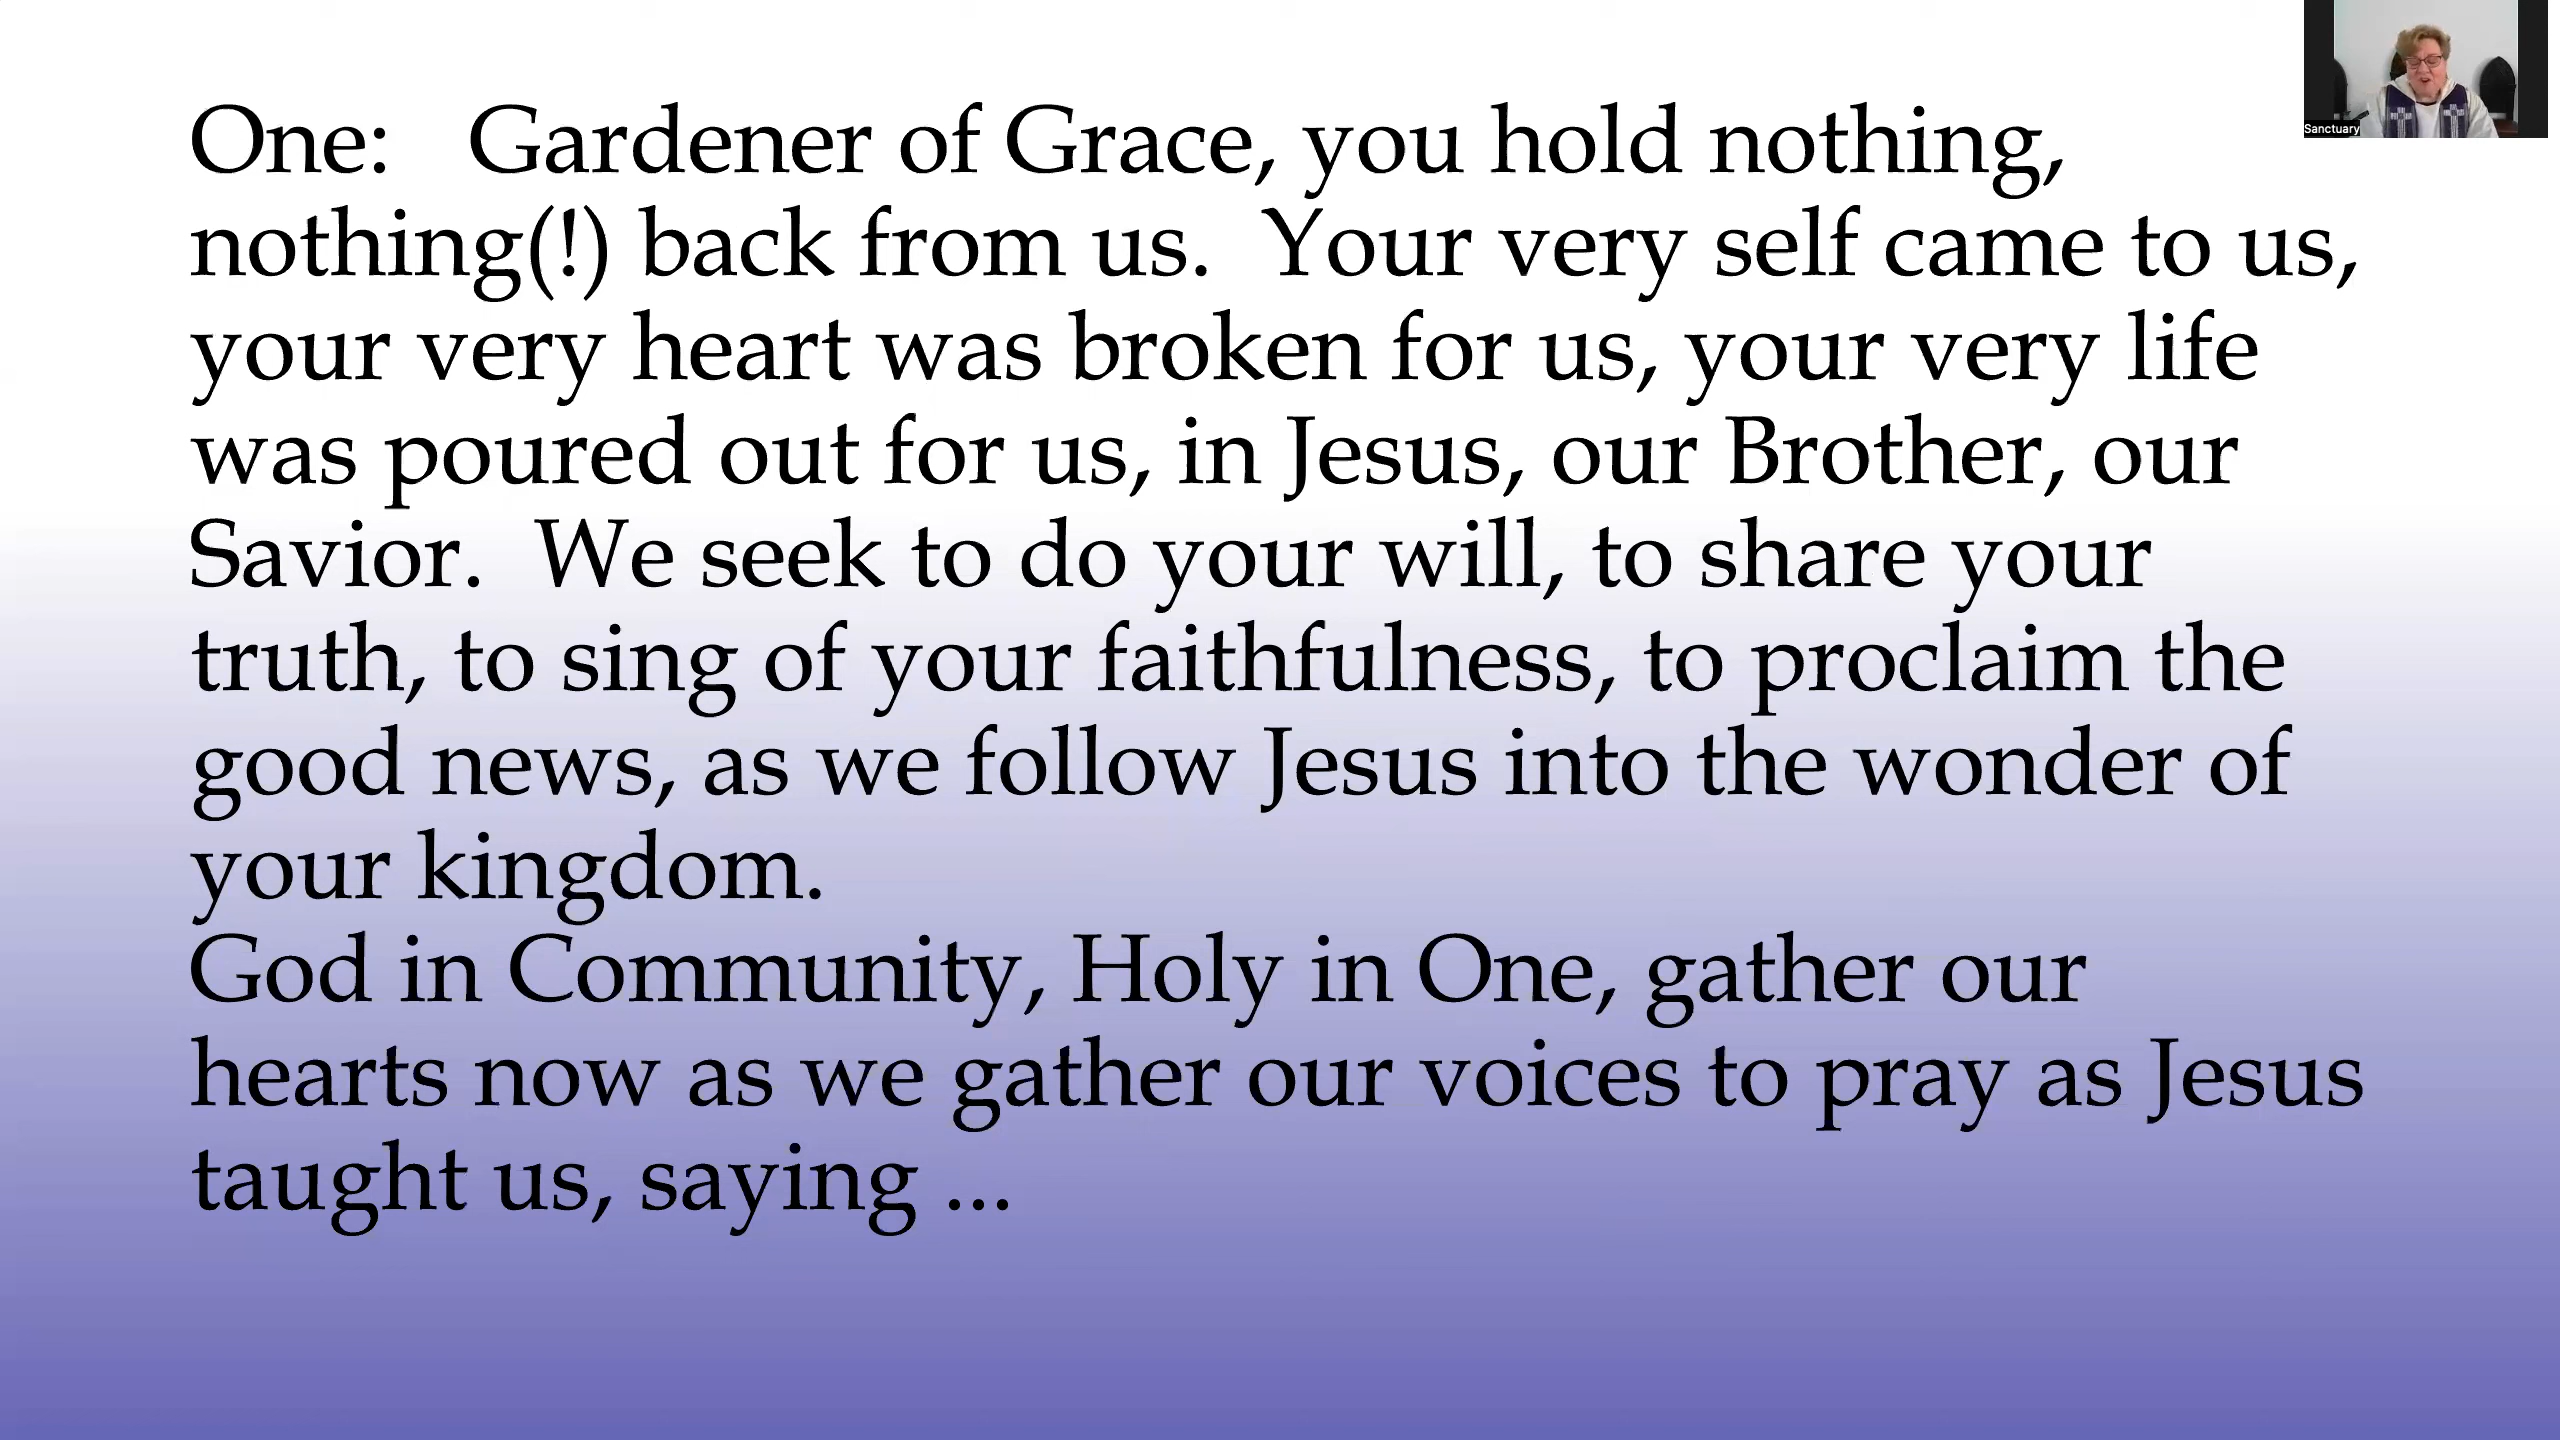 One: Gardener of Grace, you hold nothing,
nothing(!) back from us. Your very self came to us,
your very heart was broken for us, your very life
was poured out for us, in Jesus, our Brother, our
Savior. We seek to do your will, to share your
truth, to sing of your faithfulness, to proclaim the
good news, as we follow Jesus into the wonder of
your kingdom.
God in Community, Holy in One, gather our
hearts now as we gather our voices to pray as Jesus
taught us, saying ...
Sanctuary